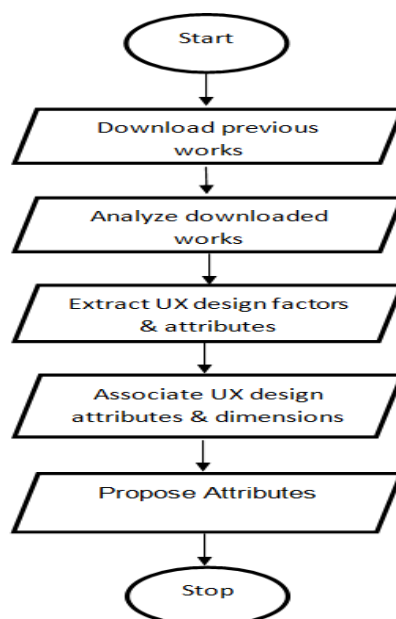 Start
Download previous
works
Analyze downloaded
works
Extract UX design factors
& attributes
Associate UX design
attributes & dimensions
Propose Attributes
Stop